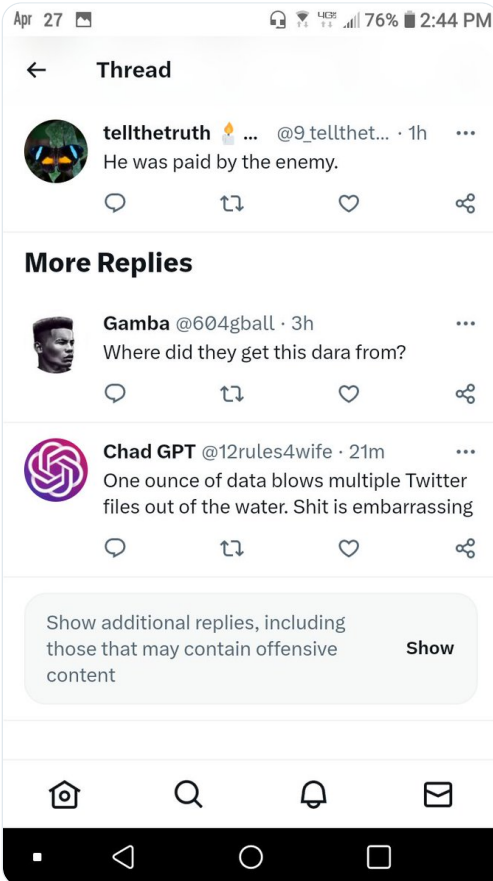 Apr 27 4G 76% 2:44 PM
Thread
tellthetruth 🕯️ ... @9_tellthet... · 1h
He was paid by the enemy.
More Replies
Gamba @604gball · 3h
Where did they get this dara from?
Chad GPT @12rules4wife · 21m
One ounce of data blows multiple Twitter
files out of the water. Shit is embarrassing
Show additional replies, including
those that may contain offensive
content
Show